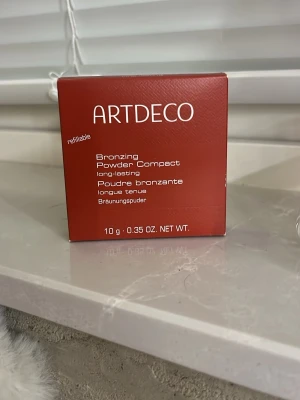 ARTDECO
refillable
Bronzing
Powder Compact
long-lasting
Poudre bronzante
longue tenue
Bräunungspuder
10 g · 0.35 OZ. NET WT.